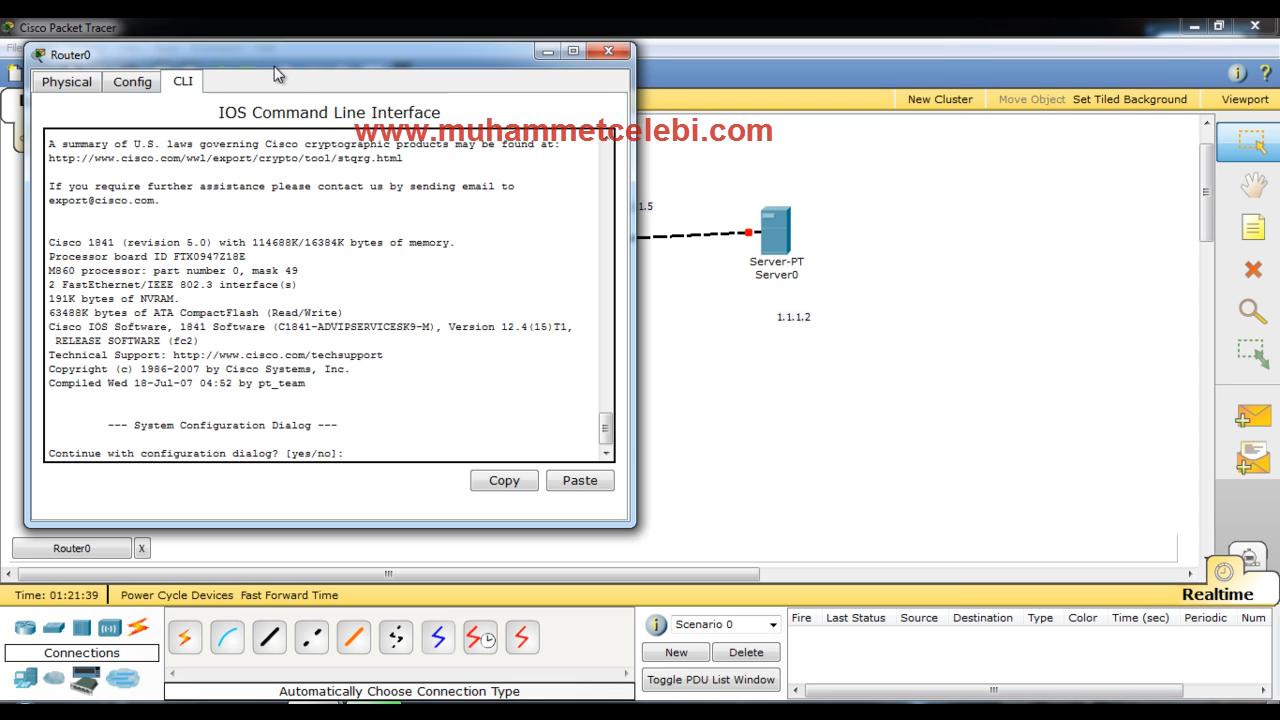 Cisco Packet Tracer
Router0
Physical
Config
CLI
IOS Command Line Interface
www.muhammetcelebi.com
A summary of U.S. laws governing Cisco cryptographic products may be found at:
http://www.cisco.com/wwl/export/crypto/tool/stqrg.html
If you require further assistance please contact us by sending email to
export@cisco.com.
Cisco 1841 (revision 5.0) with 114688K/16384K bytes of memory.
Processor board ID FTX0947Z18E
M860 processor: part number 0, mask 49
2 FastEthernet/IEEE 802.3 interface(s)
191K bytes of NVRAM.
63488K bytes of ATA CompactFlash (Read/Write)
Cisco IOS Software, 1841 Software (C1841-ADVIPSERVICESK9-M), Version 12.4(15)T1,
RELEASE SOFTWARE (fc2)
Technical Support: http://www.cisco.com/techsupport
Copyright (c) 1986-2007 by Cisco Systems, Inc.
Compiled Wed 18-Jul-07 04:52 by pt_team
--- System Configuration Dialog ---
Continue with configuration dialog? [yes/no]:
Copy
Paste
New Cluster
Move Object
Set Tiled Background
Viewport
1.5
Server-PT
Server0
1.1.1.2
Router0
X
Time: 01:21:39
Power Cycle Devices
Fast Forward Time
Realtime
Connections
Automatically Choose Connection Type
Scenario 0
New
Delete
Toggle PDU List Window
Fire
Last Status
Source
Destination
Type
Color
Time (sec)
Periodic
Num